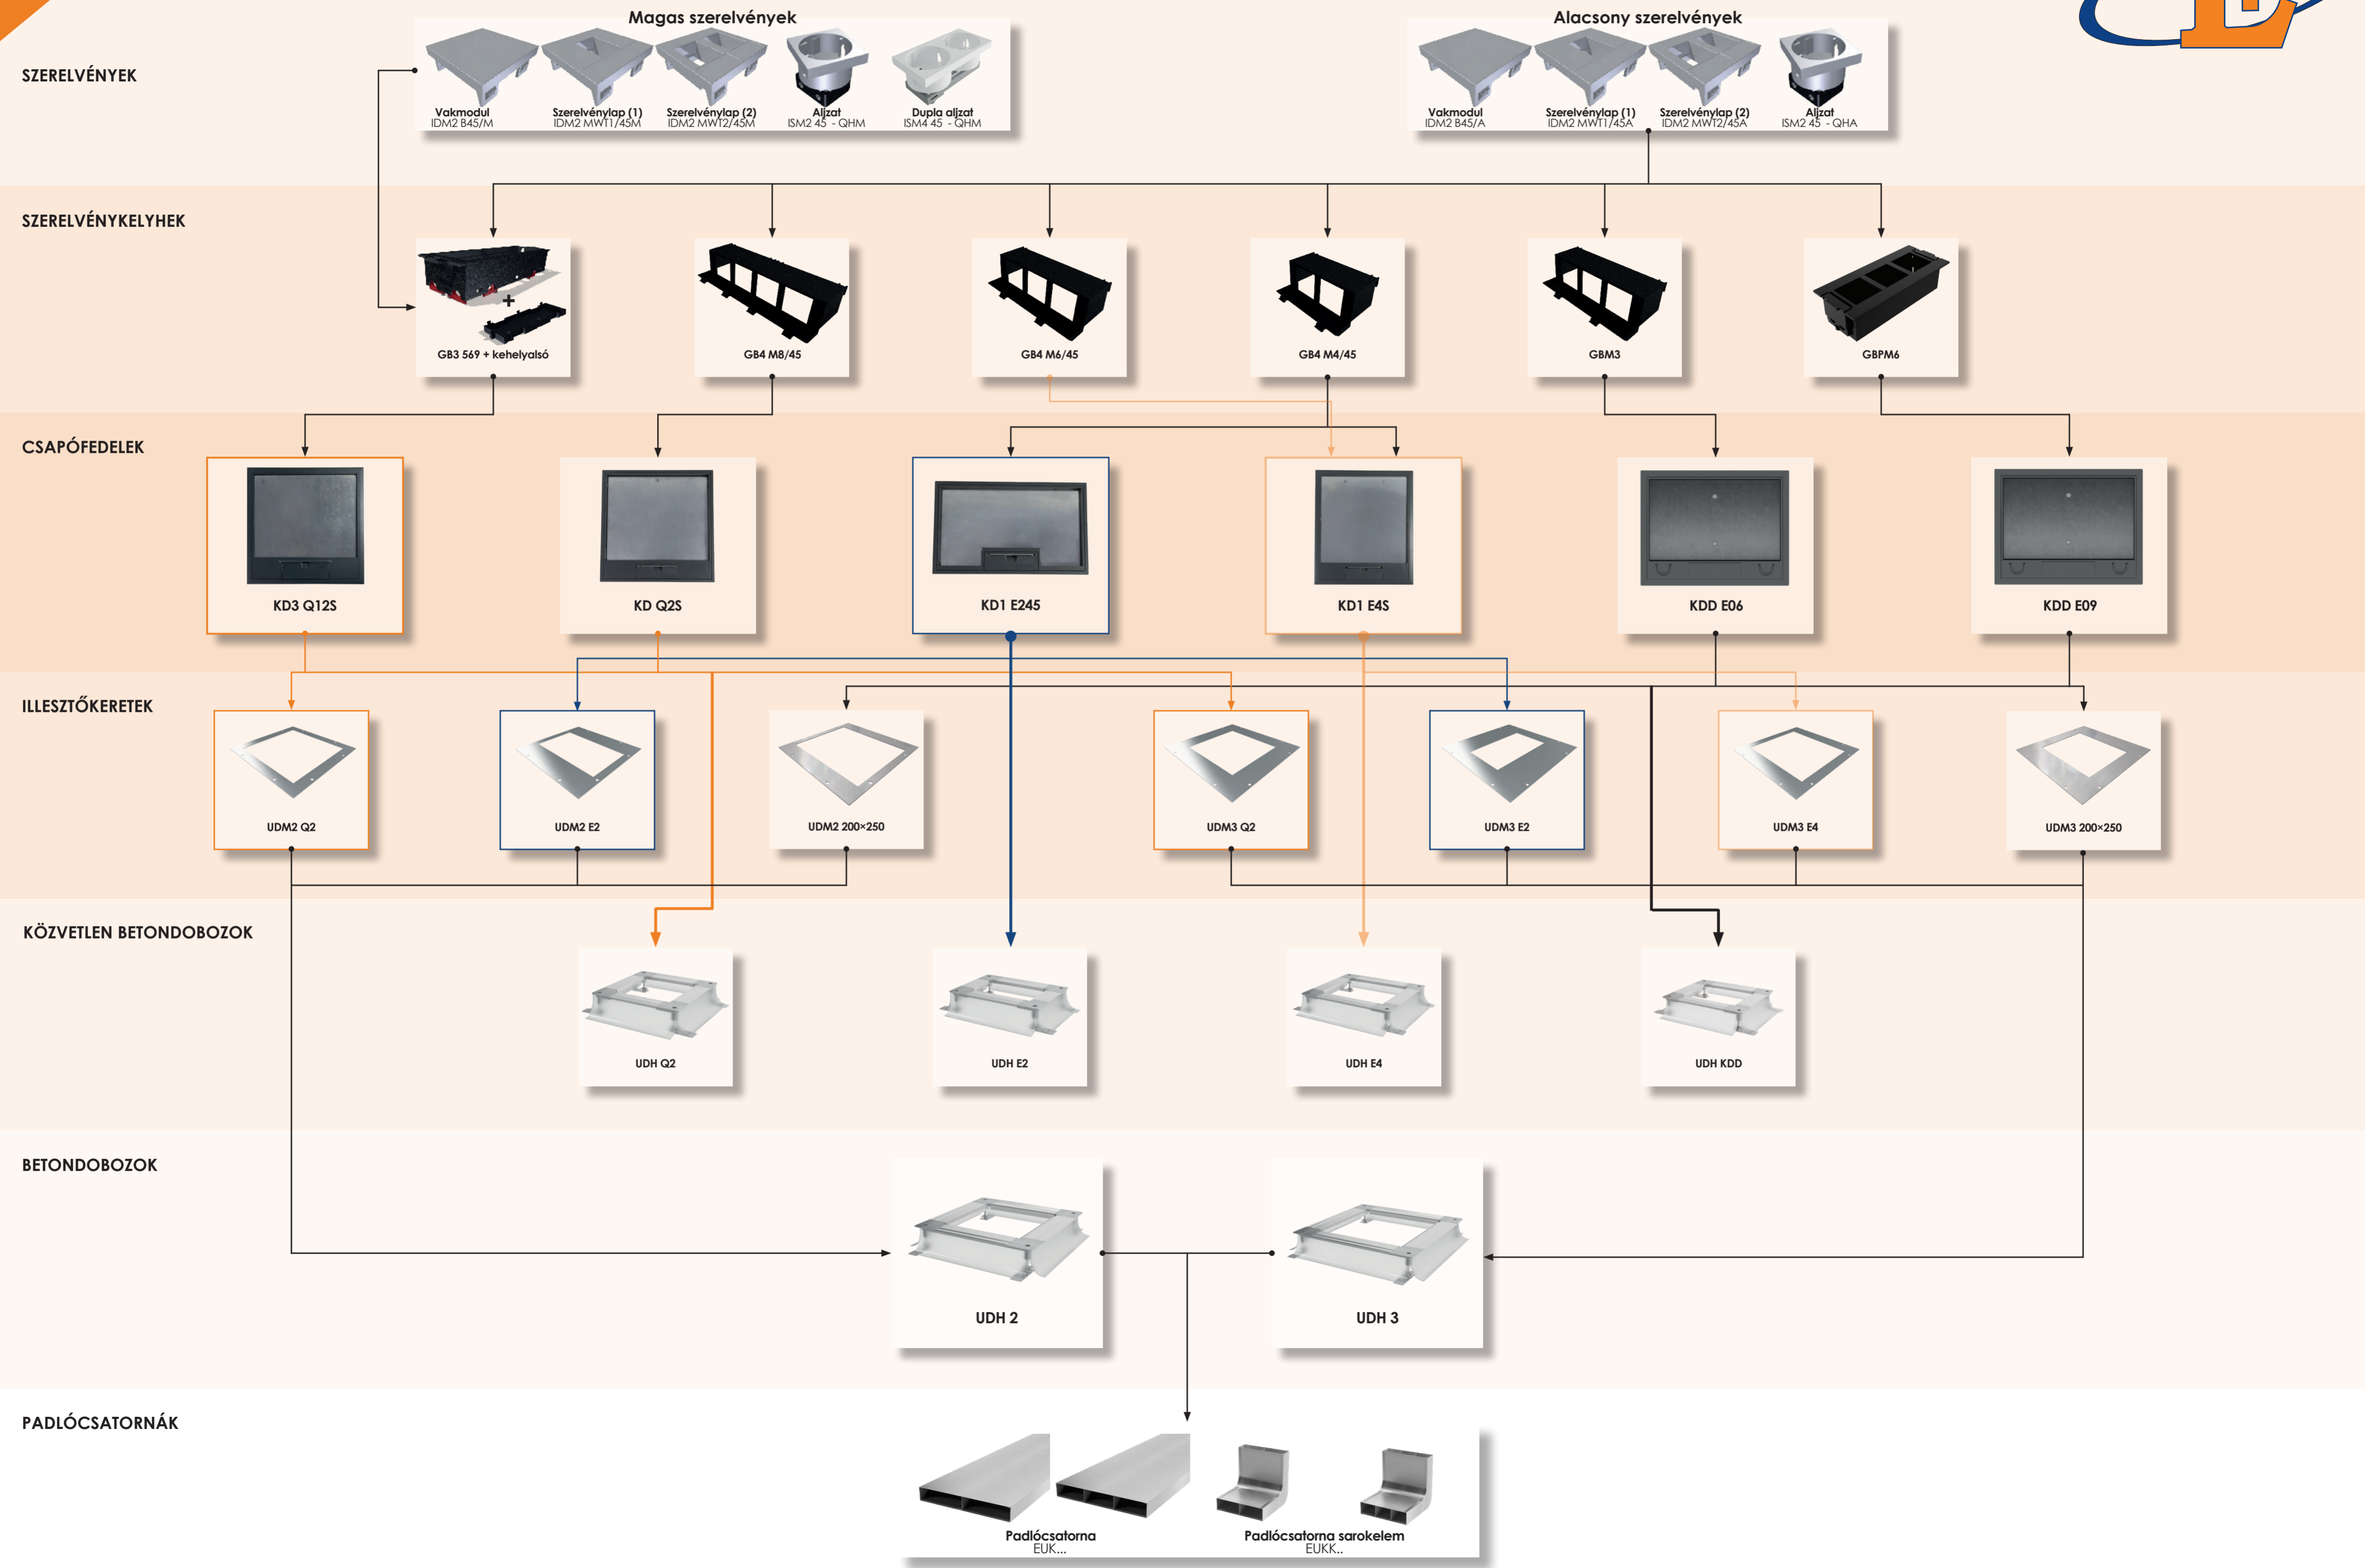 Magas szerelvények
Alacsony szerelvények
SZERELVÉNYEK
Vakmodul
IDM2 B45/M
Szerelvénylap (1)
IDM2 MWT1/45M
Szerelvénylap (2)
IDM2 MWT2/45M
Aljzat
ISM2 45 - QHM
Dupla aljzat
ISM4 45 - QHM
Vakmodul
IDM2 B45/A
Szerelvénylap (1)
IDM2 MWT1/45A
Szerelvénylap (2)
IDM2 MWT2/45A
Aljzat
ISM2 45 - QHA
SZERELVÉNYKELYHEK
+
GB3 569 + kehelyalsó
GB4 M8/45
GB4 M6/45
GB4 M4/45
GBM3
GBPM6
CSAPÓFEDELEK
KD3 Q12S
KD Q2S
KD1 E245
KD1 E4S
KDD E06
KDD E09
ILLESZTŐKERETEK
UDM2 Q2
UDM2 E2
UDM2 200×250
UDM3 Q2
UDM3 E2
UDM3 E4
UDM3 200×250
KÖZVETLEN BETONDOBOZOK
UDH Q2
UDH E2
UDH E4
UDH KDD
BETONDOBOZOK
UDH 2
UDH 3
PADLÓCSATORNÁK
Padlócsatorna
EUK...
Padlócsatorna sarokelem
EUKK..